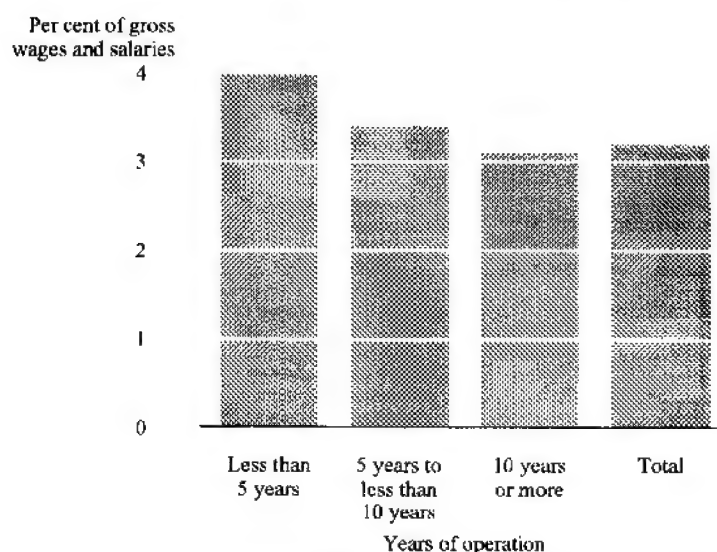 Per cent of gross
wages and salaries
4
3
2
1
0
Less than
5 years
5 years to
less than
10 years
10 years
or more
Total
Years of operation